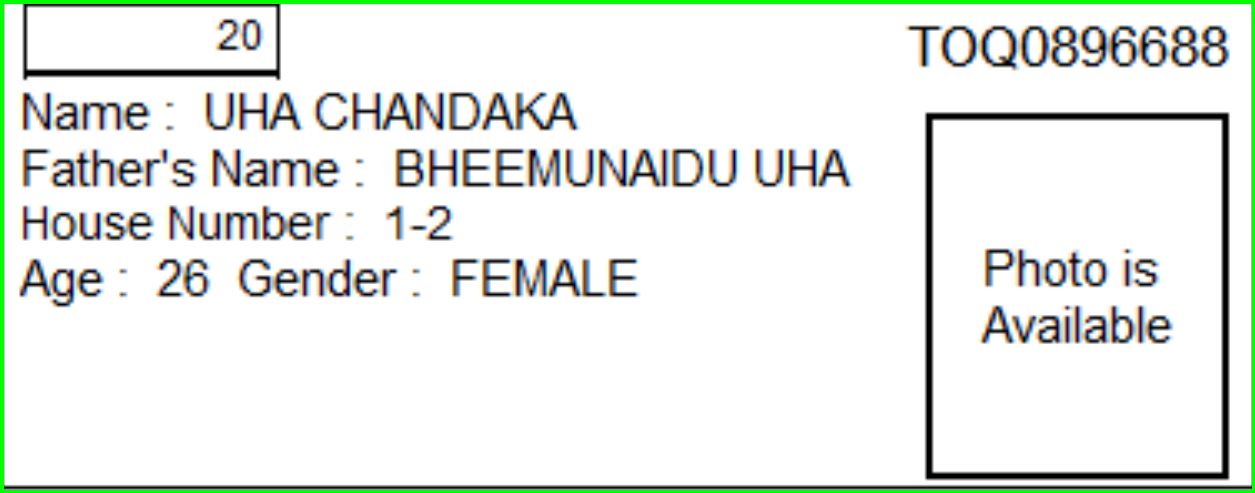 20
TOQ0896688
Name : UHA CHANDAKA
Father's Name : BHEEMUNAIDU UHA
House Number : 1-2
Age : 26 Gender : FEMALE
Photo is
Available